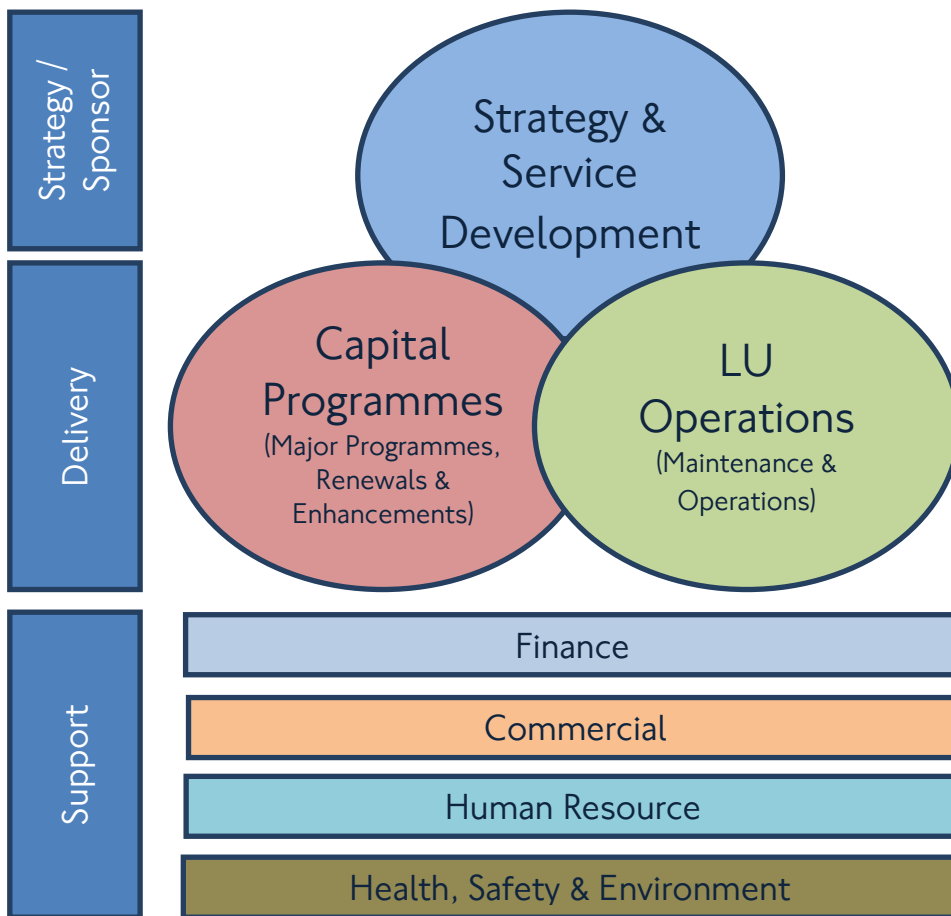 Strategy /
Sponsor
Strategy &
Service
Development
Delivery
Capital
Programmes
(Major Programmes,
Renewals &
Enhancements)
LU
Operations
(Maintenance &
Operations)
Support
Finance
Commercial
Human Resource
Health, Safety & Environment